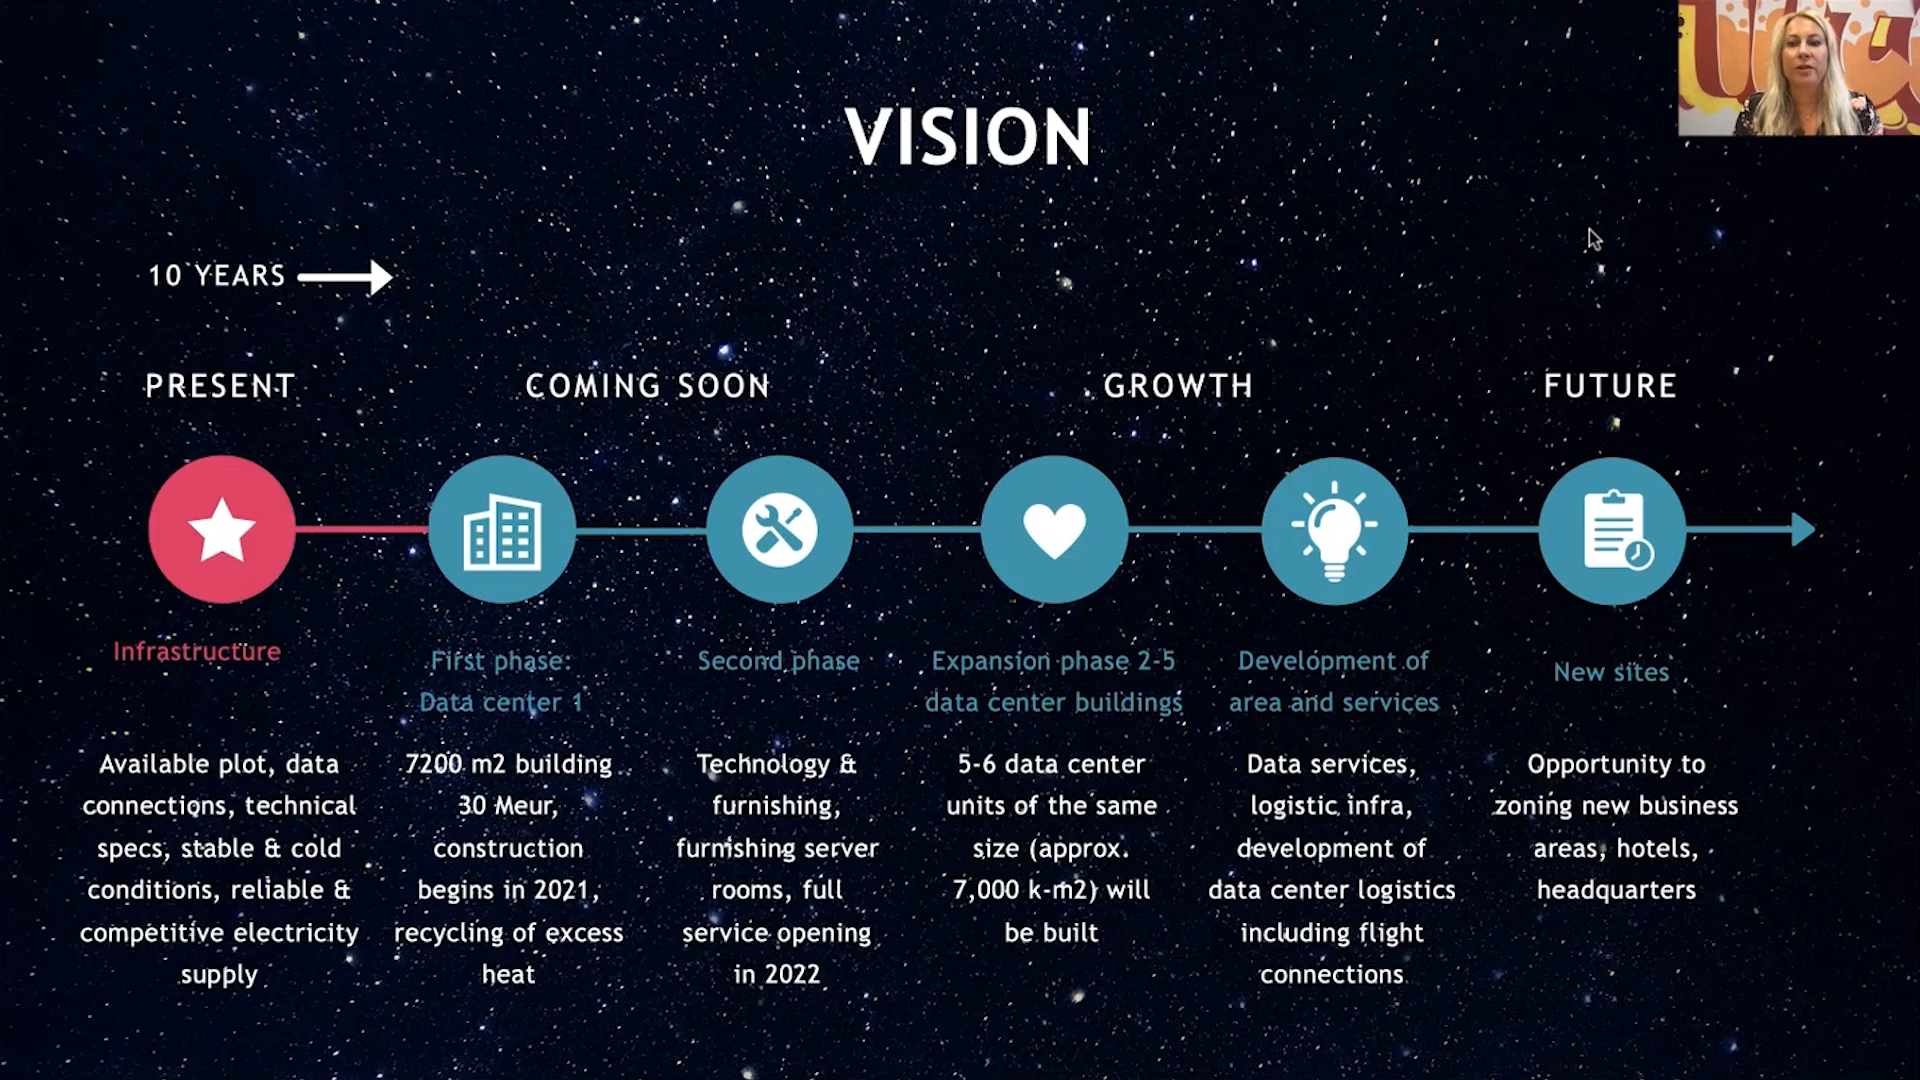 VISION
10 YEARS
PRESENT
COMING SOON
GROWTH
FUTURE
Infrastructure
Available plot, data
connections, technical
specs, stable & cold
conditions, reliable &
competitive electricity
supply
First phase:
Data center 1
7200 m2 building
30 Meur,
construction
begins in 2021,
recycling of excess
heat
Second phase
Technology &
furnishing,
furnishing server
rooms, full
service opening
in 2022
Expansion phase 2-5
data center buildings
5-6 data center
units of the same
size (approx.
7,000 k-m2) will
be built
Development of
area and services
Data services,
logistic infra,
development of
data center logistics
including flight
connections
New sites
Opportunity to
zoning new business
areas, hotels,
headquarters